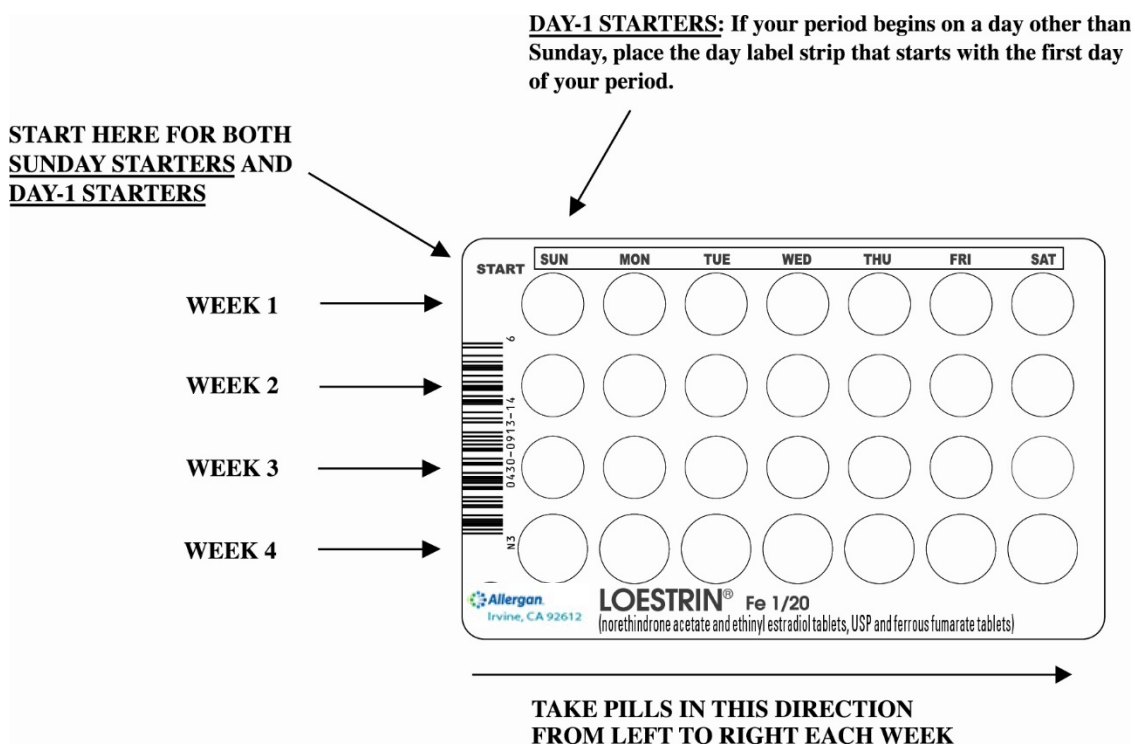 DAY-1 STARTERS: If your period begins on a day other than
Sunday, place the day label strip that starts with the first day
of your period.
START HERE FOR BOTH
SUNDAY STARTERS AND
DAY-1 STARTERS
START
SUN MON TUE WED THU FRI SAT
WEEK 1
WEEK 2
WEEK 3
WEEK 4
6
0430-0913-14
N3
Allergan
Irvine, CA 92612
LOESTRIN® Fe 1/20
(norethindrone acetate and ethinyl estradiol tablets, USP and ferrous fumarate tablets)
TAKE PILLS IN THIS DIRECTION
FROM LEFT TO RIGHT EACH WEEK